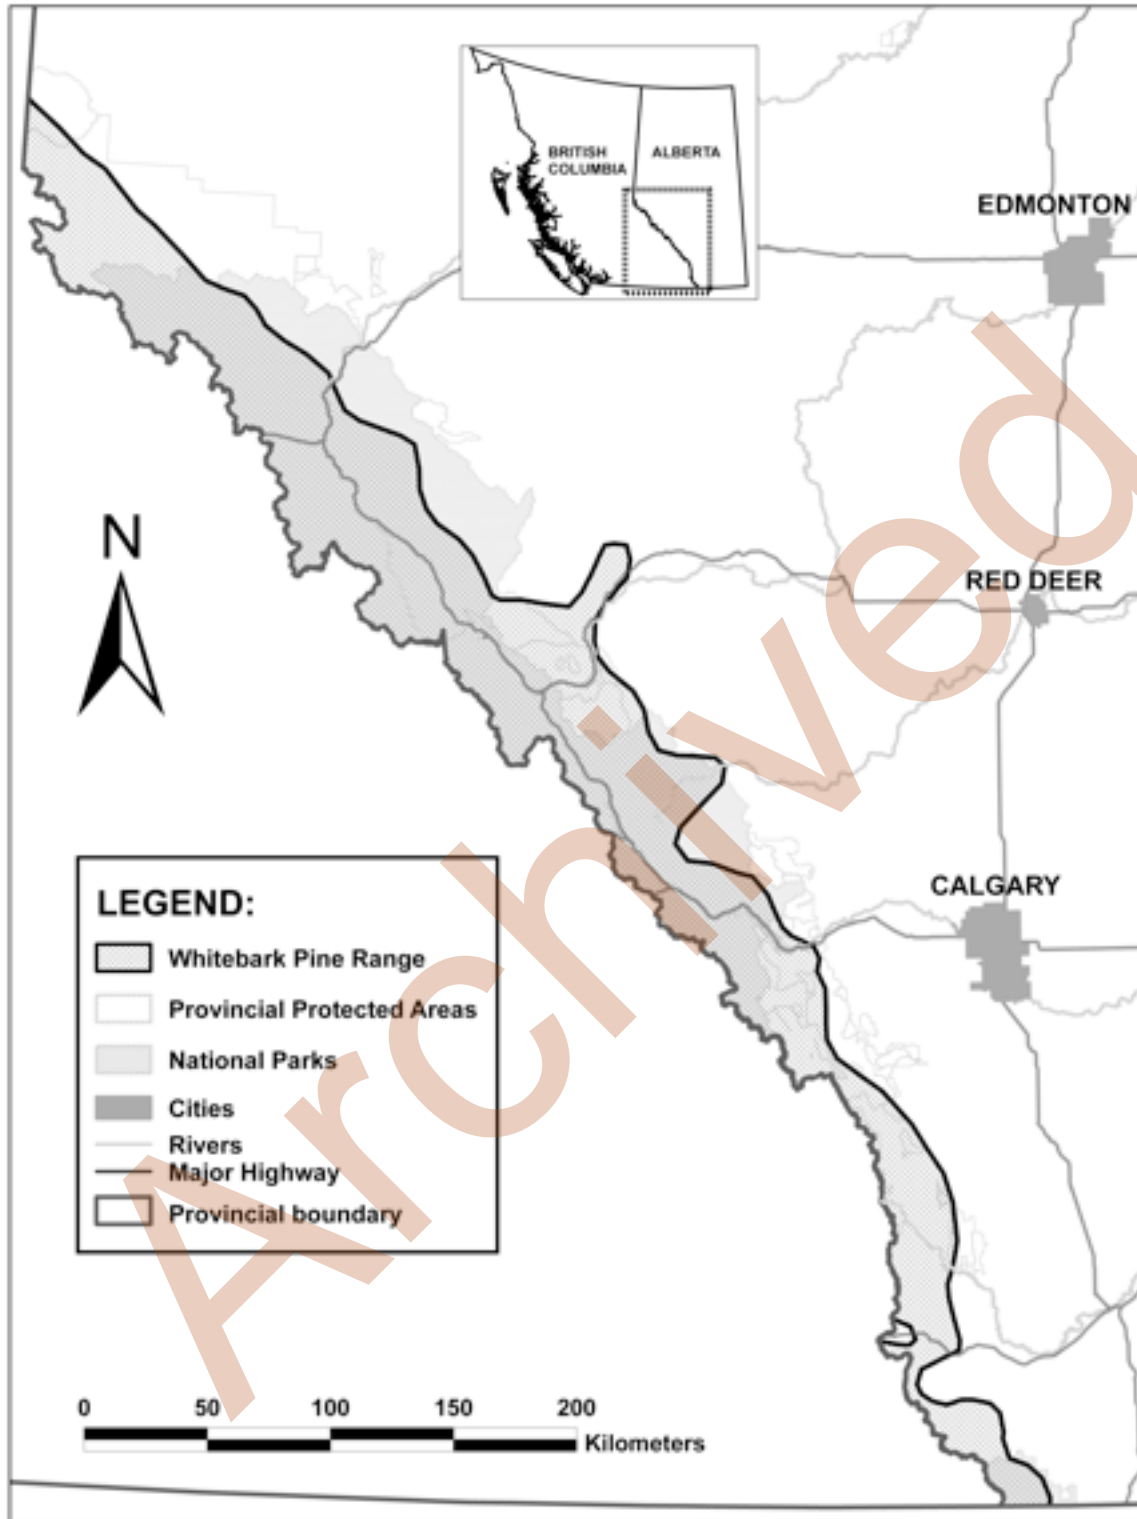 BRITISH
COLUMBIA
ALBERTA
EDMONTON
N
RED DEER
CALGARY
LEGEND:
Whitebark Pine Range
Provincial Protected Areas
National Parks
Cities
Rivers
Major Highway
Provincial boundary
0 50 100 150 200
Kilometers
Archived